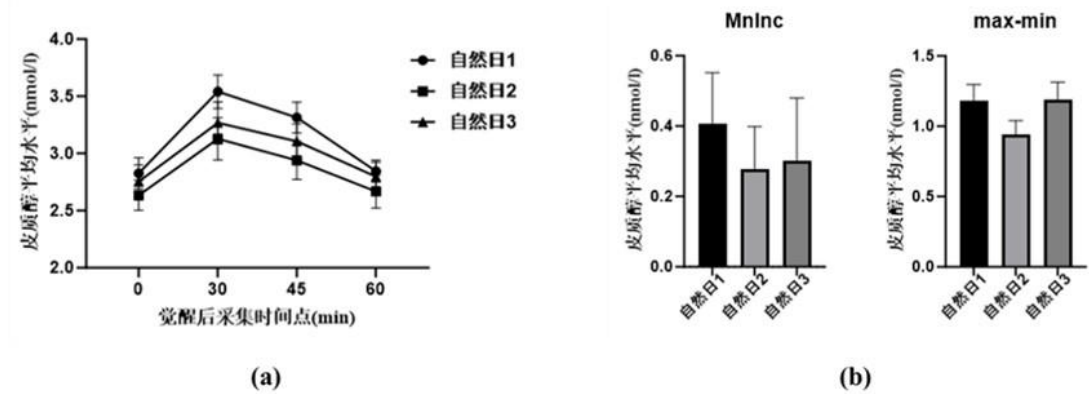 (a)
皮质醇平均水平(nmol/l)
4.0
3.5
3.0
2.5
2.0
0 30 45 60
觉醒后采集时间点(min)
自然日1
自然日2
自然日3
(b)
MnInc
皮质醇平均水平(nmol/l)
0.6
0.4
0.2
0.0
自然日1
自然日2
自然日3
max-min
皮质醇平均水平(nmol/l)
1.5
1.0
0.5
0.0
自然日1
自然日2
自然日3
(a)
(b)